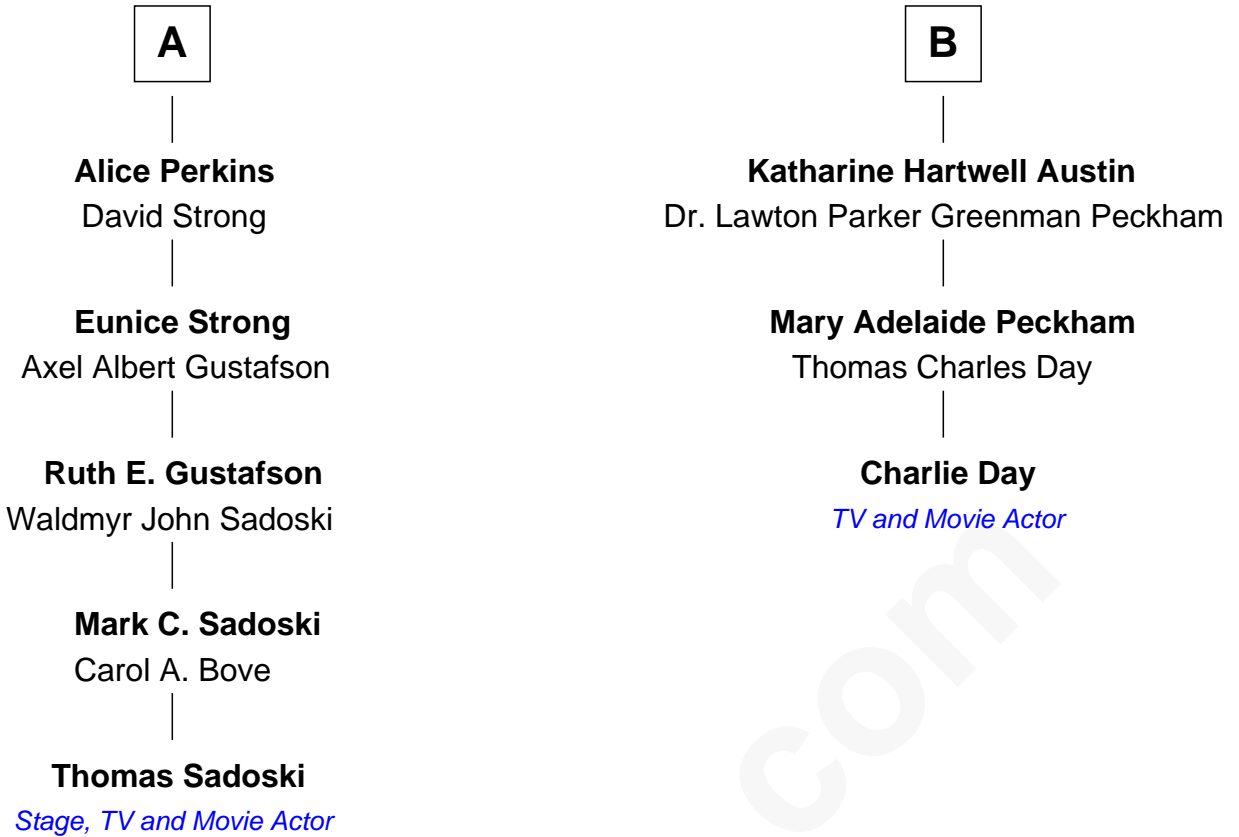 A
Alice Perkins
David Strong
Eunice Strong
Axel Albert Gustafson
Ruth E. Gustafson
Waldmyr John Sadoski
Mark C. Sadoski
Carol A. Bove
Thomas Sadoski
Stage, TV and Movie Actor
B
Katharine Hartwell Austin
Dr. Lawton Parker Greenman Peckham
Mary Adelaide Peckham
Thomas Charles Day
Charlie Day
TV and Movie Actor
com